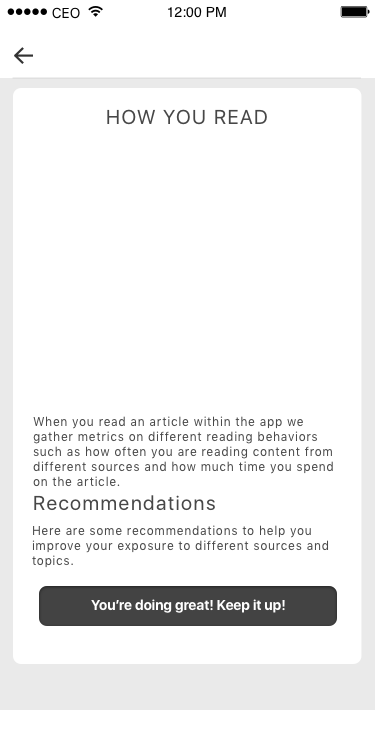 CEO 12:00 PM
HOW YOU READ
When you read an article within the app we
gather metrics on different reading behaviors
such as how often you are reading content from
different sources and how much time you spend
on the article.
Recommendations
Here are some recommendations to help you
improve your exposure to different sources and
topics.
You're doing great! Keep it up!